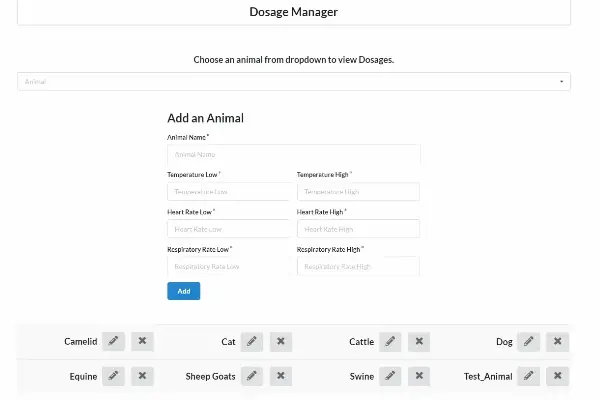 Dosage Manager
Choose an animal from dropdown to view Dosages.
Animal
Add an Animal
Animal Name *
Animal Name
Temperature Low * Temperature High *
Temperature Low Temperature High
Heart Rate Low * Heart Rate High *
Heart Rate Low Heart Rate High
Respiratory Rate Low * Respiratory Rate High *
Respiratory Rate Low Respiratory Rate High
Add
Camelid Cat Cattle Dog
Equine Sheep Goats Swine Test_Animal